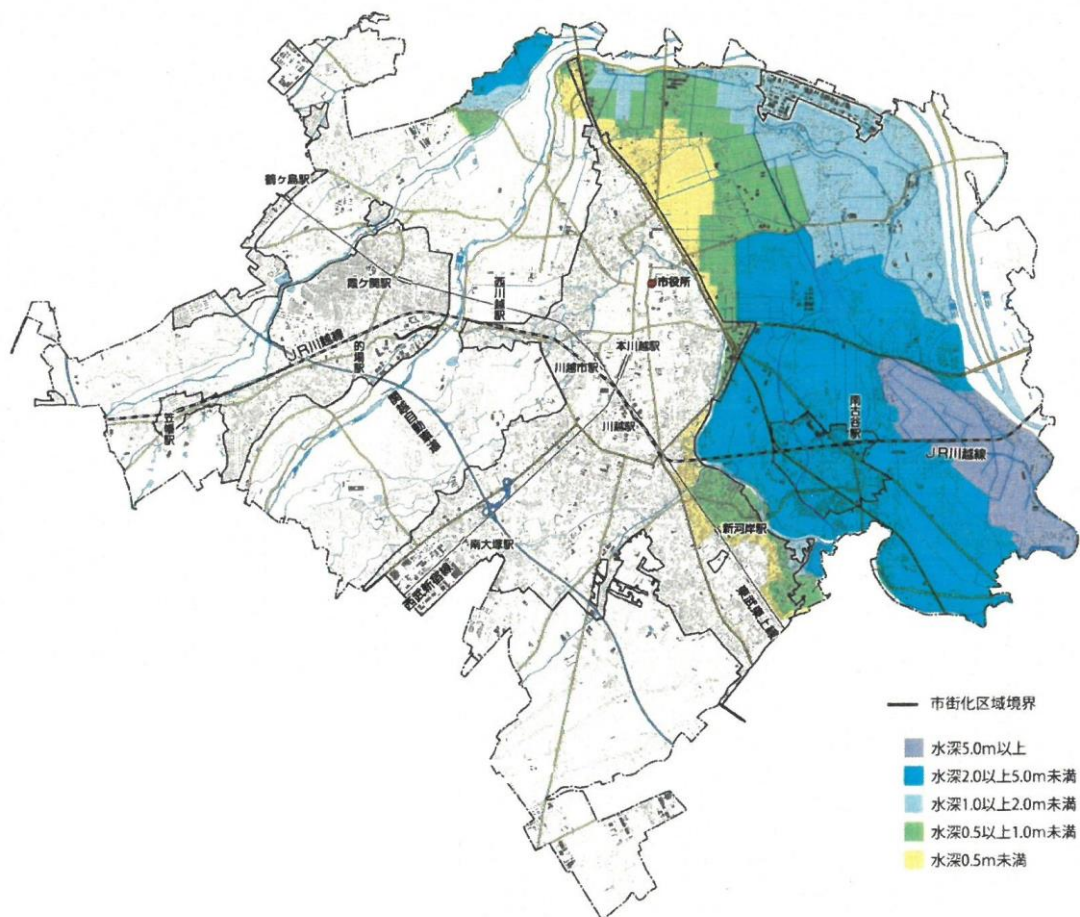 鶴ヶ島駅
霞ヶ関駅
西川越駅
市役所
JR川越線
的場駅
本川越駅
川越市駅
川越駅
南古谷駅
笠幡駅
JR川越線
新河岸駅
南大塚駅
西武新宿線
東武東上線
市街化区域境界
水深5.0m以上
水深2.0以上5.0m未満
水深1.0以上2.0m未満
水深0.5以上1.0m未満
水深0.5m未満